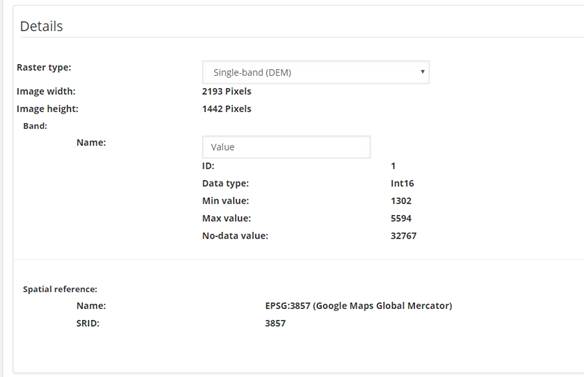 Details
Raster type: Single-band (DEM)
Image width: 2193 Pixels
Image height: 1442 Pixels
Band:
Name: Value
ID: 1
Data type: Int16
Min value: 1302
Max value: 5594
No-data value: 32767
Spatial reference:
Name: EPSG:3857 (Google Maps Global Mercator)
SRID: 3857